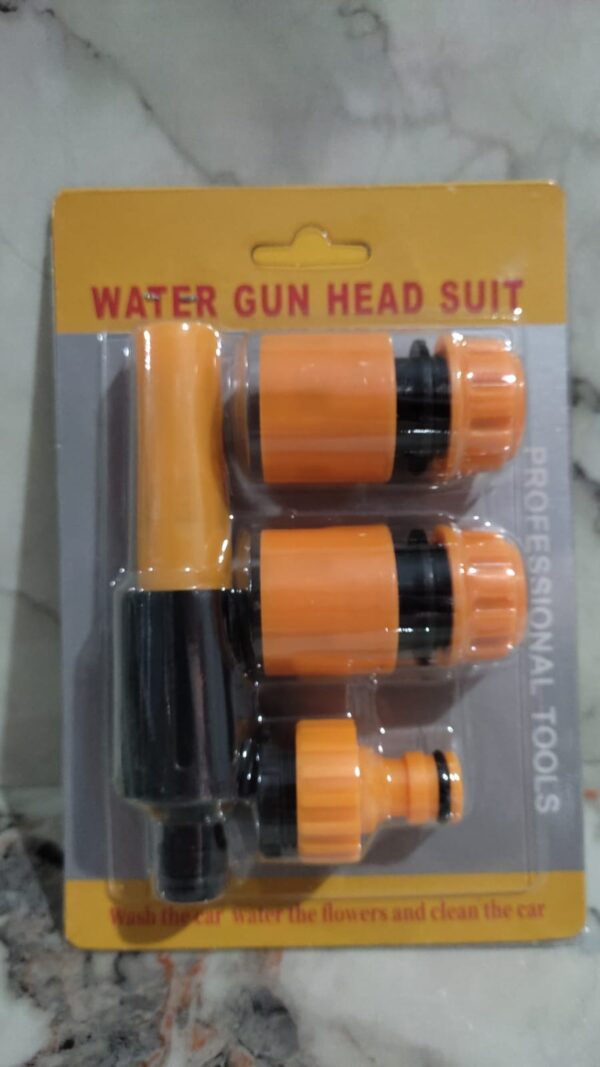 WATER GUN HEAD SUIT
PROFESSIONAL TOOLS
Wash the car water the flowers and clean the car